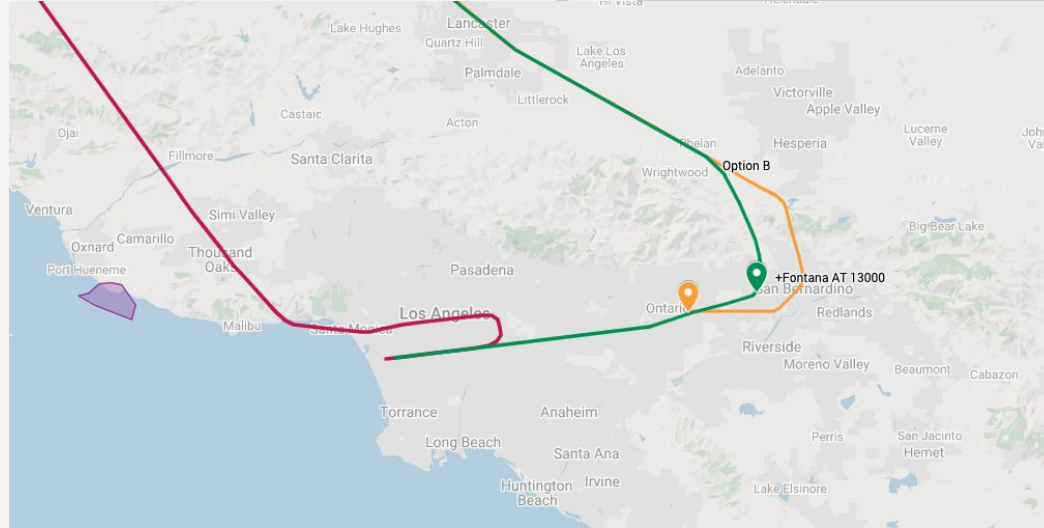 Lancaster
Lake Hughes
Quartz Hill
Lake Los
Angeles
Palmdale
Adelanto
Littlerock
Victorville
Apple Valley
Castaic
Acton
Ojai
Lucerne
Valley
Phelan
Hesperia
Fillmore
Santa Clarita
Option B
Wrightwood
Ventura
Simi Valley
Big Bear Lake
Camarillo
Oxnard
Thousand
Oaks
Port Hueneme
Pasadena
+Fontana AT 13000
San Bernardino
Ontario
Los Angeles
Redlands
Malibu
Santa Monica
Riverside
Moreno Valley
Beaumont
Cabazon
Torrance
Anaheim
Long Beach
Perris
San Jacinto
Hemet
Santa Ana
Irvine
Huntington
Beach
Lake Elsinore